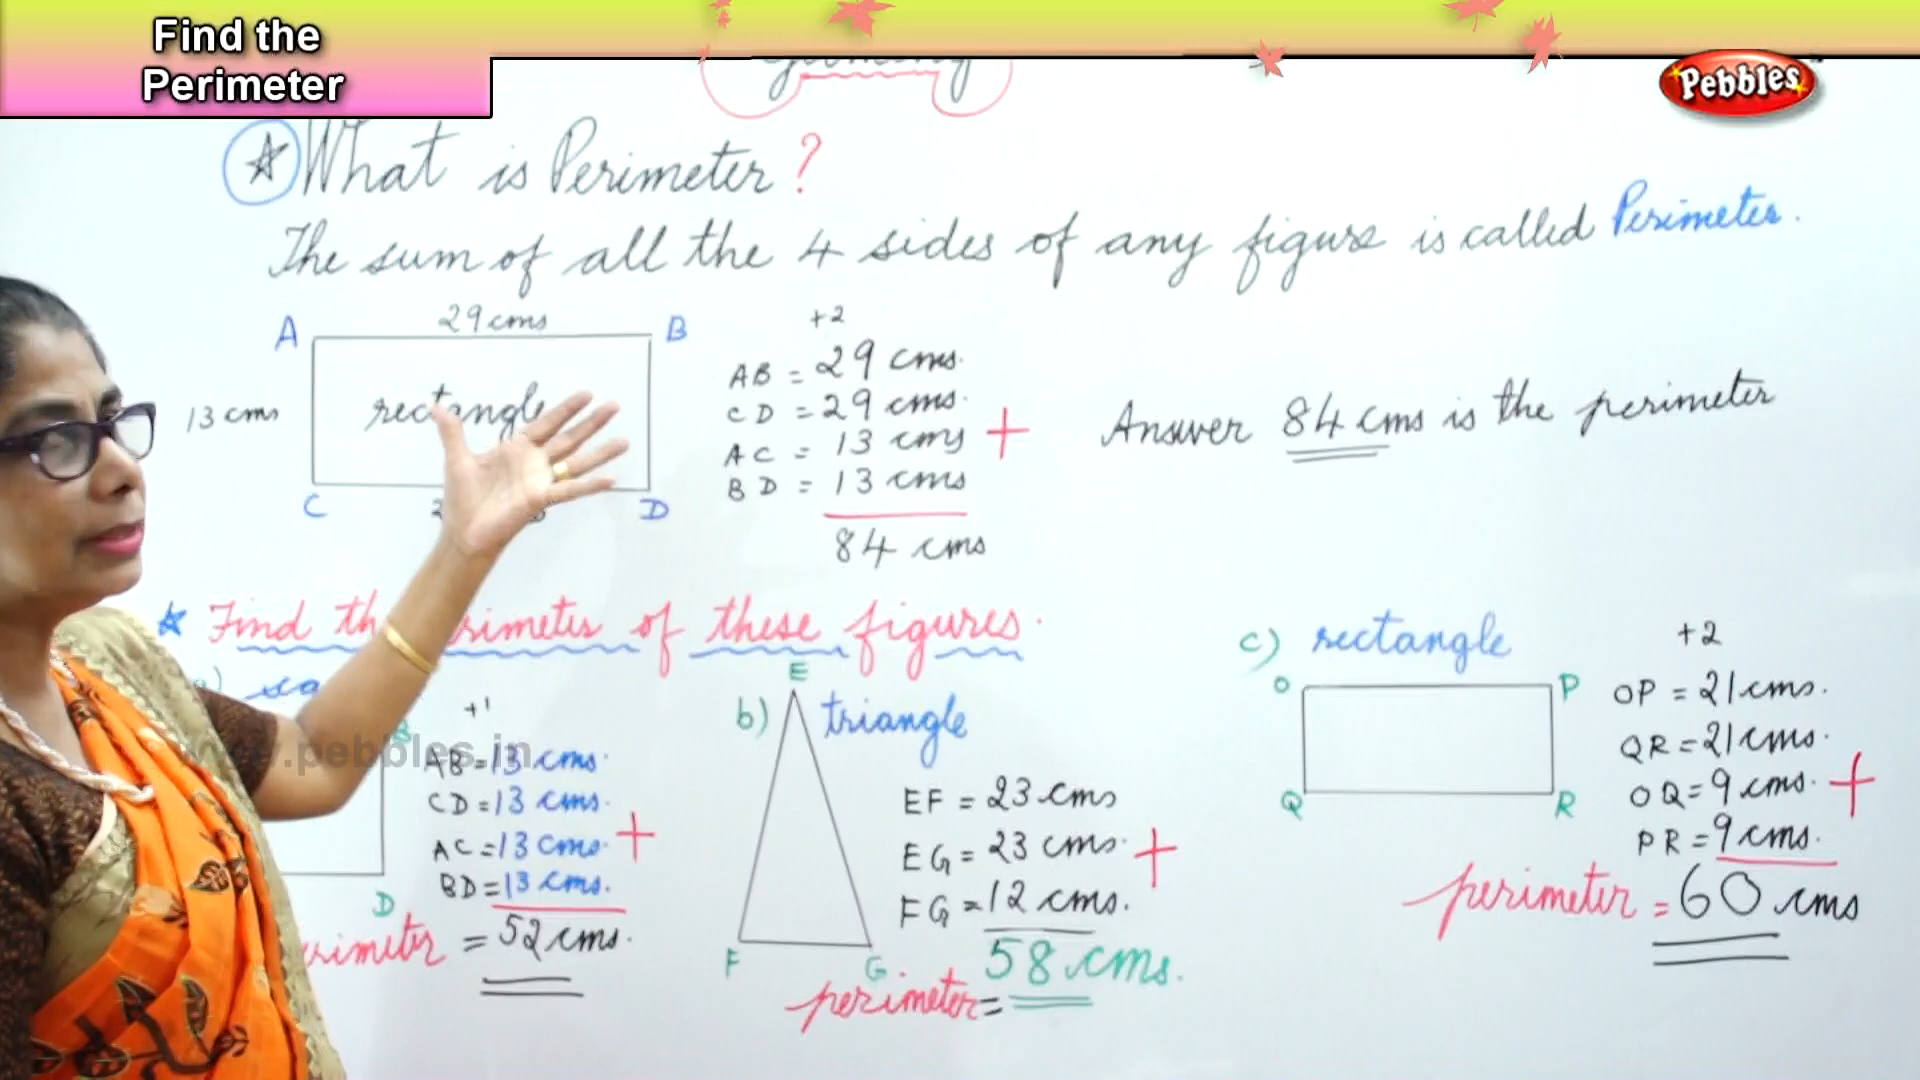 Find the
Perimeter
Pebbles
What is Perimeter?
The sum of all the 4 sides of any figure is called Perimeter.
A 29 cms B
13 cms
rectangle
C D
+2
AB = 29 cms.
CD = 29 cms.
AC = 13 cms
BD = 13 cms
+
84 cms
Answer 84 cms is the perimeter
Find the perimeter of these figures.
a)
B
D
+1
AB = 13 cms.
CD = 13 cms.
AC = 13 cms.
BD = 13 cms.
+
perimeter = 52 cms.
b) triangle
E
F G
EF = 23 cms
EG = 23 cms.
FG = 12 cms.
+
58 cms.
perimeter =
c) rectangle
O P
Q R
+2
OP = 21 cms.
QR = 21 cms.
OQ = 9 cms.
PR = 9 cms.
+
perimeter = 60 cms
www.pebbles.in